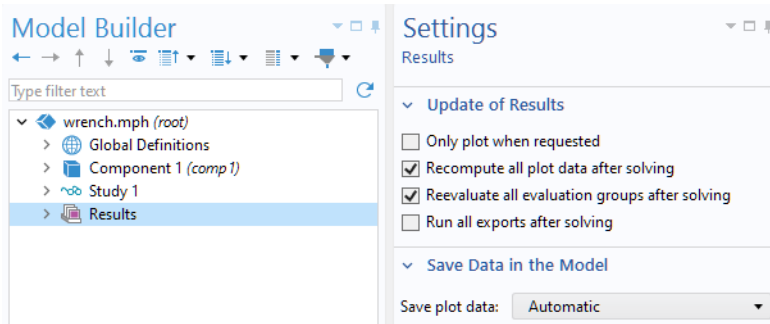 Model Builder
Type filter text
wrench.mph (root)
Global Definitions
Component 1 (comp1)
Study 1
Results
Settings
Results
Update of Results
Only plot when requested
Recompute all plot data after solving
Reevaluate all evaluation groups after solving
Run all exports after solving
Save Data in the Model
Save plot data: Automatic